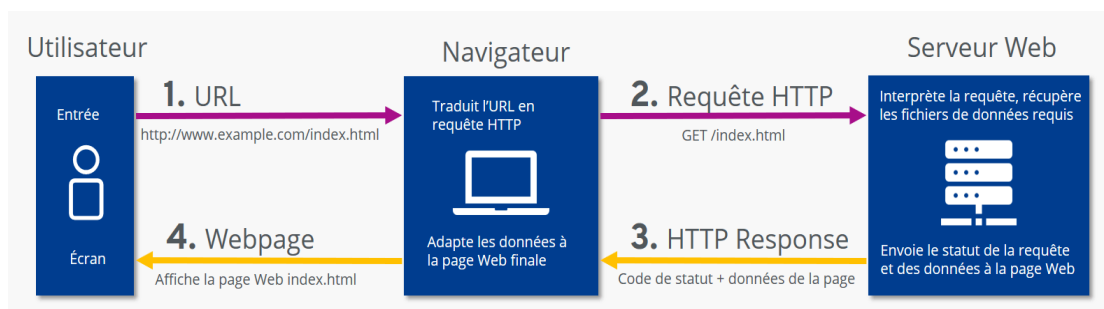 Utilisateur
Navigateur
Serveur Web
Entrée
1. URL
http://www.example.com/index.html
Traduit l'URL en
requête HTTP
2. Requête HTTP
GET /index.html
Interprète la requête, récupère
les fichiers de données requis
Écran
4. Webpage
Affiche la page Web index.html
Adapte les données à
la page Web finale
3. HTTP Response
Code de statut + données de la page
Envoie le statut de la requête
et des données à la page Web